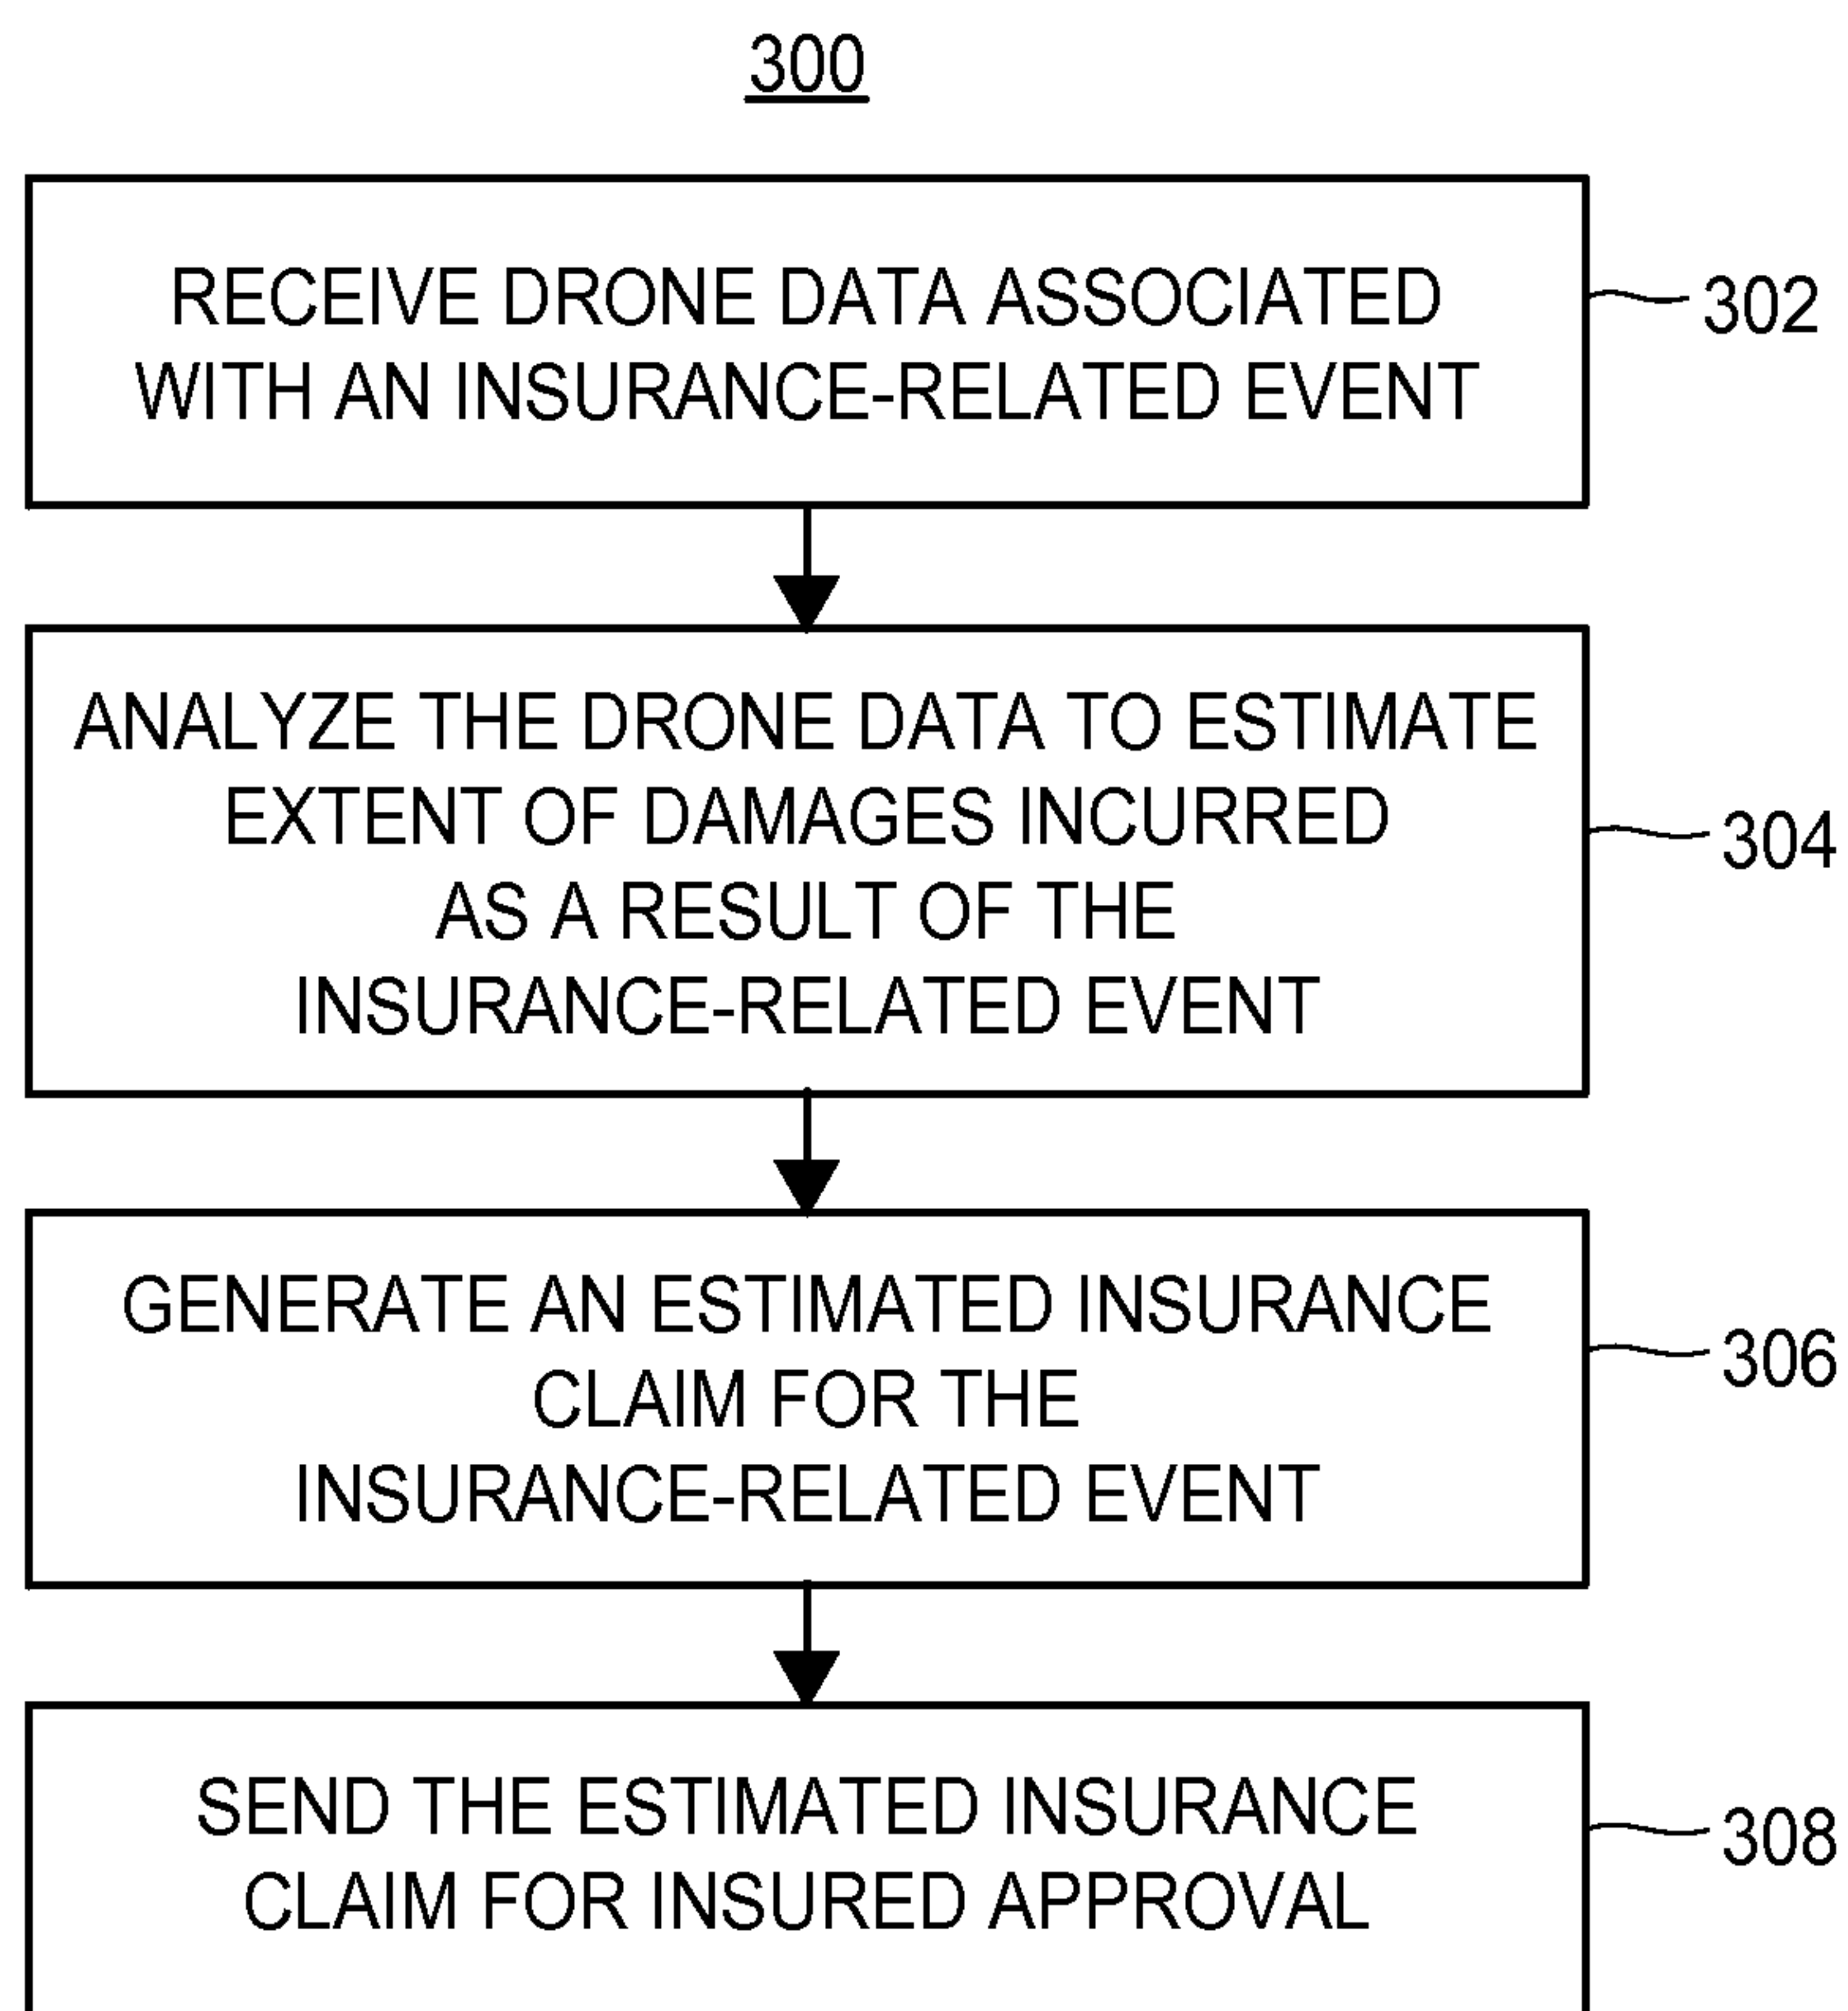 300
RECEIVE DRONE DATA ASSOCIATED
WITH AN INSURANCE-RELATED EVENT
302
ANALYZE THE DRONE DATA TO ESTIMATE
EXTENT OF DAMAGES INCURRED
AS A RESULT OF THE
INSURANCE-RELATED EVENT
304
GENERATE AN ESTIMATED INSURANCE
CLAIM FOR THE
INSURANCE-RELATED EVENT
306
SEND THE ESTIMATED INSURANCE
CLAIM FOR INSURED APPROVAL
308